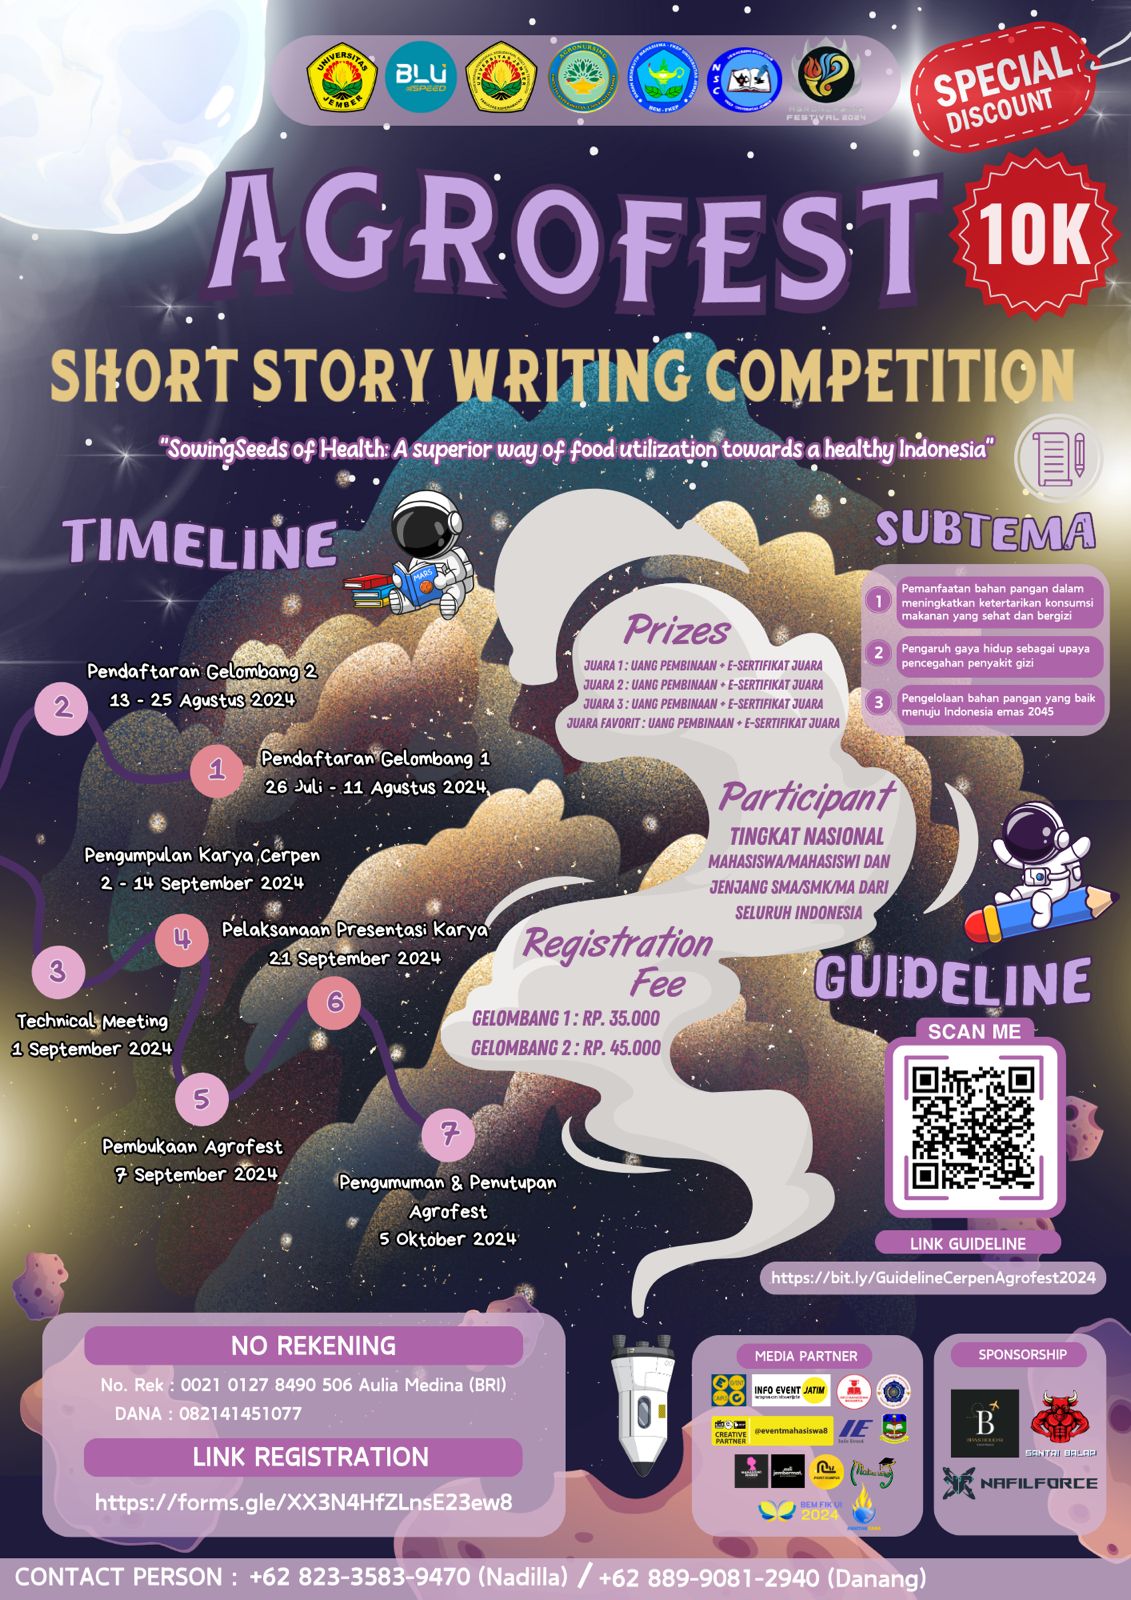 UNIVERSITAS
JEMBER
BLU
SPEED
UNIVERSITAS JEMBER
AGRONURSING
BEM - FKEP
NSC
FESTIVAL 2024
SPECIAL
DISCOUNT
10K
AGROFEST
SHORT STORY WRITING COMPETITION
"SowingSeeds of Health: A superior way of food utilization towards a healthy Indonesia"
TIMELINE
MARS
Pendaftaran Gelombang 2
13 - 25 Agustus 2024
2
1
Pendaftaran Gelombang 1
26 Juli - 11 Agustus 2024
Pengumpulan Karya Cerpen
2 - 14 September 2024
4
Pelaksanaan Presentasi Karya
21 September 2024
3
6
Technical Meeting
1 September 2024
5
Pembukaan Agrofest
7 September 2024
7
Pengumuman & Penutupan
Agrofest
5 Oktober 2024
Prizes
JUARA 1 : UANG PEMBINAAN + E-SERTIFIKAT JUARA
JUARA 2 : UANG PEMBINAAN + E-SERTIFIKAT JUARA
JUARA 3 : UANG PEMBINAAN + E-SERTIFIKAT JUARA
JUARA FAVORIT : UANG PEMBINAAN + E-SERTIFIKAT JUARA
Participant
TINGKAT NASIONAL
MAHASISWA/MAHASISWI DAN
JENJANG SMA/SMK/MA DARI
SELURUH INDONESIA
Registration
Fee
GELOMBANG 1 : RP. 35.000
GELOMBANG 2 : RP. 45.000
SUBTEMA
1
Pemanfaatan bahan pangan dalam
meningkatkan ketertarikan konsumsi
makanan yang sehat dan bergizi
2
Pengaruh gaya hidup sebagai upaya
pencegahan penyakit gizi
3
Pengelolaan bahan pangan yang baik
menuju Indonesia emas 2045
GUIDELINE
SCAN ME
LINK GUIDELINE
https://bit.ly/GuidelineCerpenAgrofest2024
NO REKENING
No. Rek : 0021 0127 8490 506 Aulia Medina (BRI)
DANA : 082141451077
LINK REGISTRATION
https://forms.gle/XX3N4HfZLnsE23ew8
MEDIA PARTNER
INFO EVENT JATIM
CREATIVE
PARTNER
@eventmahasiswa8
IE
BEM FIK UI
2024
SPONSORSHIP
B
SANTRI BALAP
NAFILFORCE
CONTACT PERSON : +62 823-3583-9470 (Nadilla) / +62 889-9081-2940 (Danang)